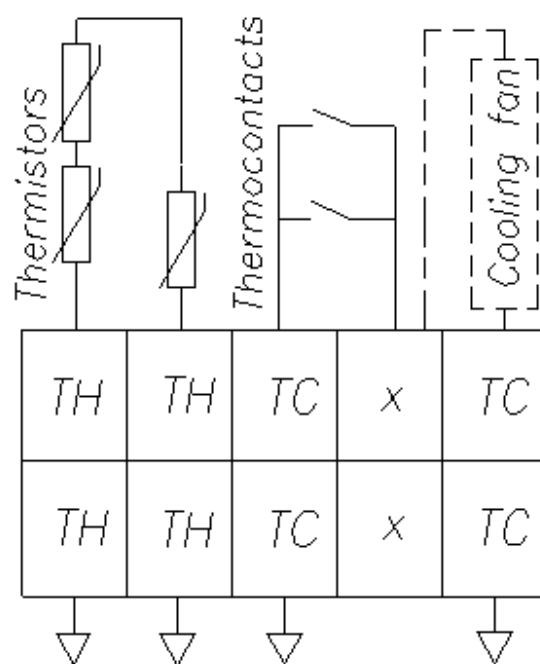 Thermistors
Thermocontacts
Cooling fan
TH TH TC x TC
TH TH TC x TC